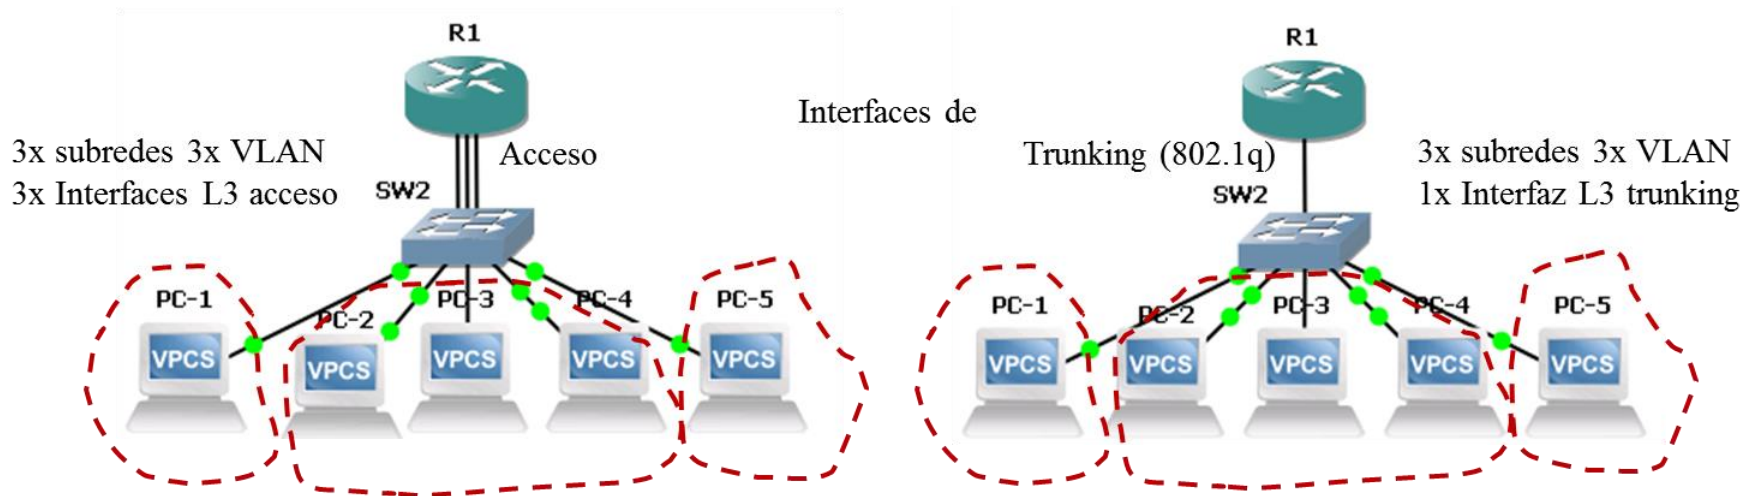 R1
Interfaces de
3x subredes 3x VLAN
3x Interfaces L3 acceso
Acceso
SW2
PC-1
PC-2
PC-3
PC-4
PC-5
VPCS
VPCS
VPCS
VPCS
VPCS
R1
Trunking (802.1q)
3x subredes 3x VLAN
1x Interfaz L3 trunking
SW2
PC-1
PC-2
PC-3
PC-4
PC-5
VPCS
VPCS
VPCS
VPCS
VPCS